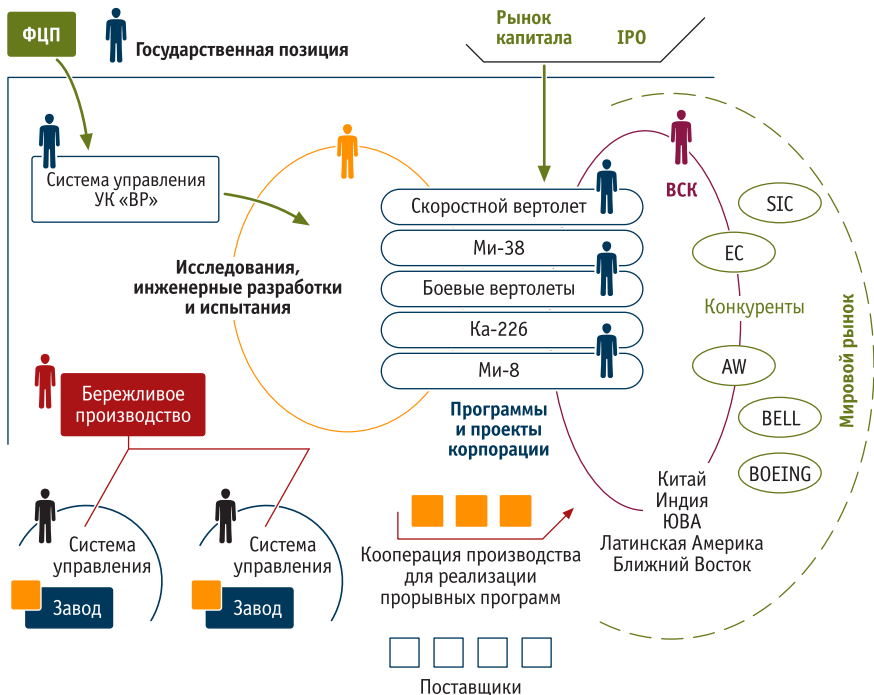 ФЦП
Государственная позиция
Рынок
капитала
IPO
Система управления
УК «ВР»
ВСК
Скоростной вертолет
Ми-38
Боевые вертолеты
Ка-226
Ми-8
SIC
EC
Конкуренты
AW
BELL
BOEING
Мировой рынок
Исследования,
инженерные разработки
и испытания
Бережливое
производство
Программы
и проекты
корпорации
Китай
Индия
ЮВА
Латинская Америка
Ближний Восток
Система
управления
Завод
Система
управления
Завод
Кооперация производства
для реализации
прорывных программ
Поставщики